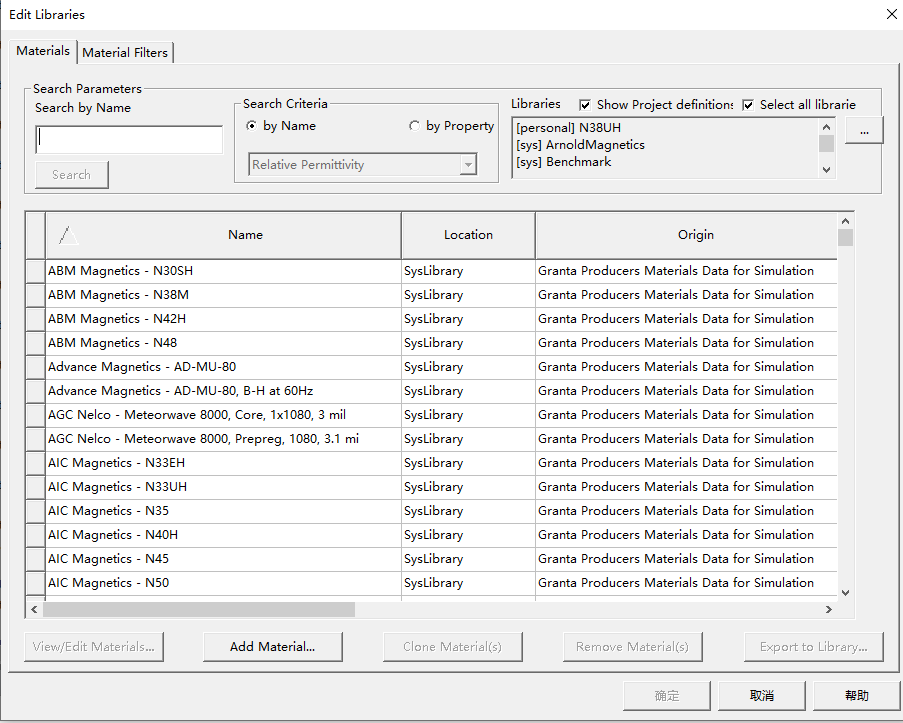 Edit Libraries
Materials Material Filters
Search Parameters
Search by Name
Search
Search Criteria
by Name by Property
Relative Permittivity
Libraries Show Project definitions Select all librarie
[personal] N38UH
[sys] ArnoldMagnetics
[sys] Benchmark
...
Name Location Origin
ABM Magnetics - N30SH SysLibrary Granta Producers Materials Data for Simulation
ABM Magnetics - N38M SysLibrary Granta Producers Materials Data for Simulation
ABM Magnetics - N42H SysLibrary Granta Producers Materials Data for Simulation
ABM Magnetics - N48 SysLibrary Granta Producers Materials Data for Simulation
Advance Magnetics - AD-MU-80 SysLibrary Granta Producers Materials Data for Simulation
Advance Magnetics - AD-MU-80, B-H at 60Hz SysLibrary Granta Producers Materials Data for Simulation
AGC Nelco - Meteorwave 8000, Core, 1x1080, 3 mil SysLibrary Granta Producers Materials Data for Simulation
AGC Nelco - Meteorwave 8000, Prepreg, 1080, 3.1 mi SysLibrary Granta Producers Materials Data for Simulation
AIC Magnetics - N33EH SysLibrary Granta Producers Materials Data for Simulation
AIC Magnetics - N33UH SysLibrary Granta Producers Materials Data for Simulation
AIC Magnetics - N35 SysLibrary Granta Producers Materials Data for Simulation
AIC Magnetics - N40H SysLibrary Granta Producers Materials Data for Simulation
AIC Magnetics - N45 SysLibrary Granta Producers Materials Data for Simulation
AIC Magnetics - N50 SysLibrary Granta Producers Materials Data for Simulation
View/Edit Materials... Add Material... Clone Material(s) Remove Material(s) Export to Library...
确定 取消 帮助